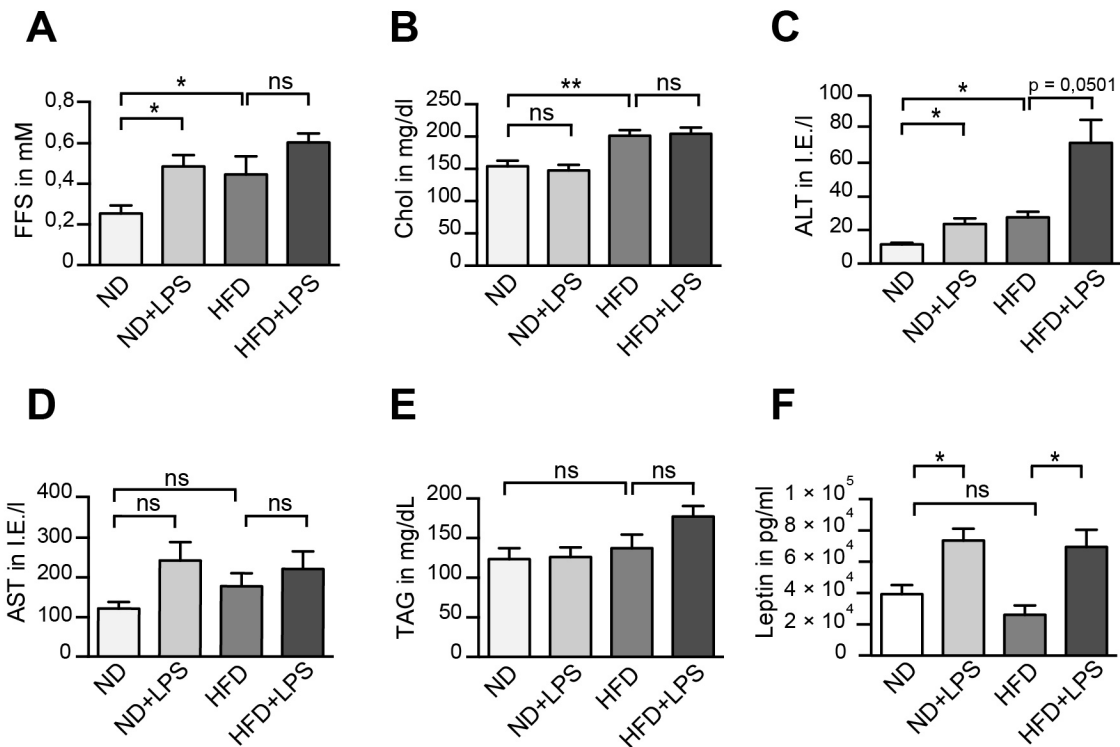 A
FFS in mM
0,8
0,6
0,4
0,2
0
*
*
ns
ND
ND+LPS
HFD
HFD+LPS
B
Chol in mg/dl
250
200
150
100
50
0
**
ns
ns
ND
ND+LPS
HFD
HFD+LPS
C
ALT in I.E./l
100
80
60
40
20
0
p = 0,0501
*
*
ND
ND+LPS
HFD
HFD+LPS
D
AST in I.E./l
400
300
200
100
0
ns
ns
ns
ND
ND+LPS
HFD
HFD+LPS
E
TAG in mg/dL
200
150
100
50
0
ns
ns
ND
ND+LPS
HFD
HFD+LPS
F
Leptin in pg/ml
1 × 10⁵
8 × 10⁴
6 × 10⁴
4 × 10⁴
2 × 10⁴
0
*
*
ns
ND
ND+LPS
HFD
HFD+LPS